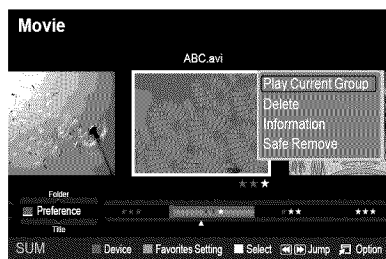 Movie
ABC.avi
Play Current Group
Delete
Information
Safe Remove
Folder
Preference
Title
SUM Device Favorites Setting Select Jump Option